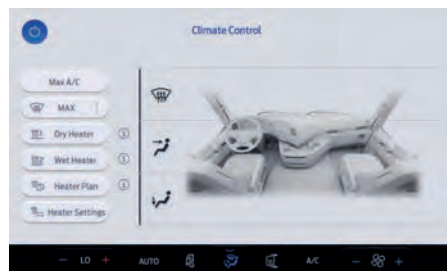 Climate Control
Max A/C
MAX
Dry Heater
Wet Heater
Heater Plan
Heater Settings
- LO + AUTO A/C - +